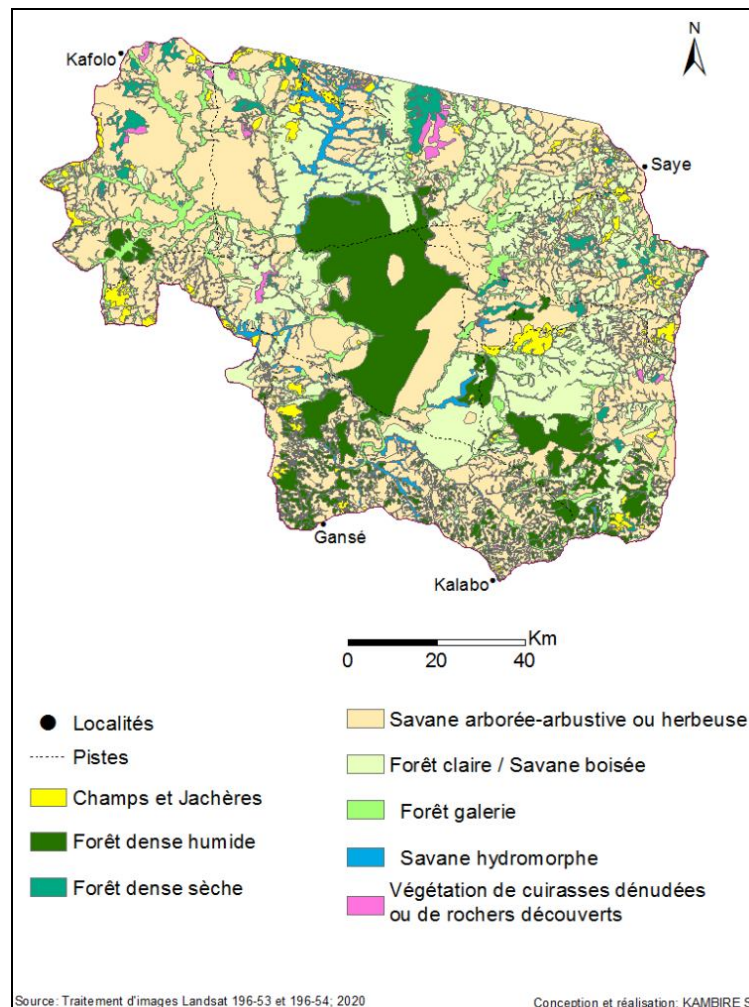 N
Kafolo
Saye
Gansé
Kalabo
Km
0 20 40
Localités
Pistes
Champs et Jachères
Forêt dense humide
Forêt dense sèche
Savane arborée-arbustive ou herbeuse
Forêt claire / Savane boisée
Forêt galerie
Savane hydromorphe
Végétation de cuirasses dénudées
ou de rochers découverts
Source: Traitement d'images Landsat 196-53 et 196-54; 2020
Conception et réalisation: KAMBIRE S